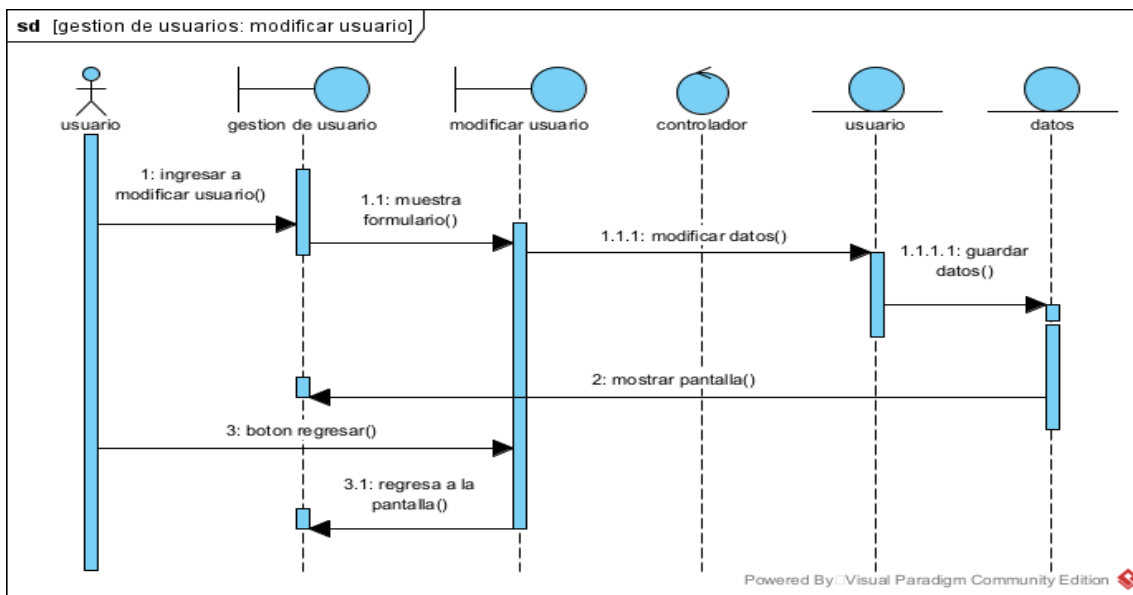 sd [gestion de usuarios: modificar usuario]
usuario
gestion de usuario
modificar usuario
controlador
usuario
datos
1: ingresar a
modificar usuario()
1.1: muestra
formulario()
1.1.1: modificar datos()
1.1.1.1: guardar
datos()
2: mostrar pantalla()
3: boton regresar()
3.1: regresa a la
pantalla()
Powered By Visual Paradigm Community Edition